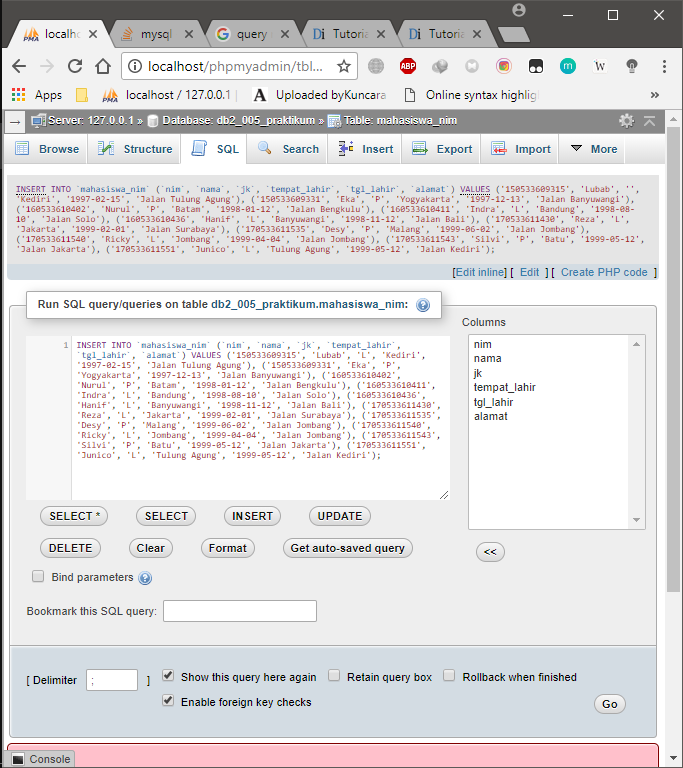 localh
mysql
query
Di Tutoria
Di Tutoria
localhost/phpmyadmin/tbl...
Apps
localhost / 127.0.0.1
Uploaded byKuncara
Online syntax highlig
»
Server: 127.0.0.1 » Database: db2_005_praktikum » Table: mahasiswa_nim
Browse Structure SQL Search Insert Export Import More
INSERT INTO `mahasiswa_nim` (`nim`, `nama`, `jk`, `tempat_lahir`, `tgl_lahir`, `alamat`) VALUES ('150533609315', 'Lubab', '',
'Kediri', '1997-02-15', 'Jalan Tulung Agung'), ('150533609331', 'Eka', 'P', 'Yogyakarta', '1997-12-13', 'Jalan Banyuwangi'),
('160533610402', 'Nurul', 'P', 'Batam', '1998-01-12', 'Jalan Bengkulu'), ('160533610411', 'Indra', 'L', 'Bandung', '1998-08-
10', 'Jalan Solo'), ('160533610436', 'Hanif', 'L', 'Banyuwangi', '1998-11-12', 'Jalan Bali'), ('170533611430', 'Reza', 'L',
'Jakarta', '1999-02-01', 'Jalan Surabaya'), ('170533611535', 'Desy', 'P', 'Malang', '1999-06-02', 'Jalan Jombang'),
('170533611540', 'Ricky', 'L', 'Jombang', '1999-04-04', 'Jalan Jombang'), ('170533611543', 'Silvi', 'P', 'Batu', '1999-05-12',
'Jalan Jakarta'), ('170533611551', 'Junico', 'L', 'Tulung Agung', '1999-05-12', 'Jalan Kediri');
[Edit inline] [ Edit ] [ Create PHP code ]
Run SQL query/queries on table db2_005_praktikum.mahasiswa_nim:
Columns
1 INSERT INTO `mahasiswa_nim` (`nim`, `nama`, `jk`, `tempat_lahir`,
`tgl_lahir`, `alamat`) VALUES ('150533609315', 'Lubab', 'L', 'Kediri',
'1997-02-15', 'Jalan Tulung Agung'), ('150533609331', 'Eka', 'P',
'Yogyakarta', '1997-12-13', 'Jalan Banyuwangi'), ('160533610402',
'Nurul', 'P', 'Batam', '1998-01-12', 'Jalan Bengkulu'), ('160533610411',
'Indra', 'L', 'Bandung', '1998-08-10', 'Jalan Solo'), ('160533610436',
'Hanif', 'L', 'Banyuwangi', '1998-11-12', 'Jalan Bali'), ('170533611430',
'Reza', 'L', 'Jakarta', '1999-02-01', 'Jalan Surabaya'), ('170533611535',
'Desy', 'P', 'Malang', '1999-06-02', 'Jalan Jombang'), ('170533611540',
'Ricky', 'L', 'Jombang', '1999-04-04', 'Jalan Jombang'), ('170533611543',
'Silvi', 'P', 'Batu', '1999-05-12', 'Jalan Jakarta'), ('170533611551',
'Junico', 'L', 'Tulung Agung', '1999-05-12', 'Jalan Kediri');
nim
nama
jk
tempat_lahir
tgl_lahir
alamat
SELECT * SELECT INSERT UPDATE
DELETE Clear Format Get auto-saved query
<<
Bind parameters
Bookmark this SQL query:
[ Delimiter ; ]
Show this query here again Retain query box Rollback when finished
Enable foreign key checks
Go
Console